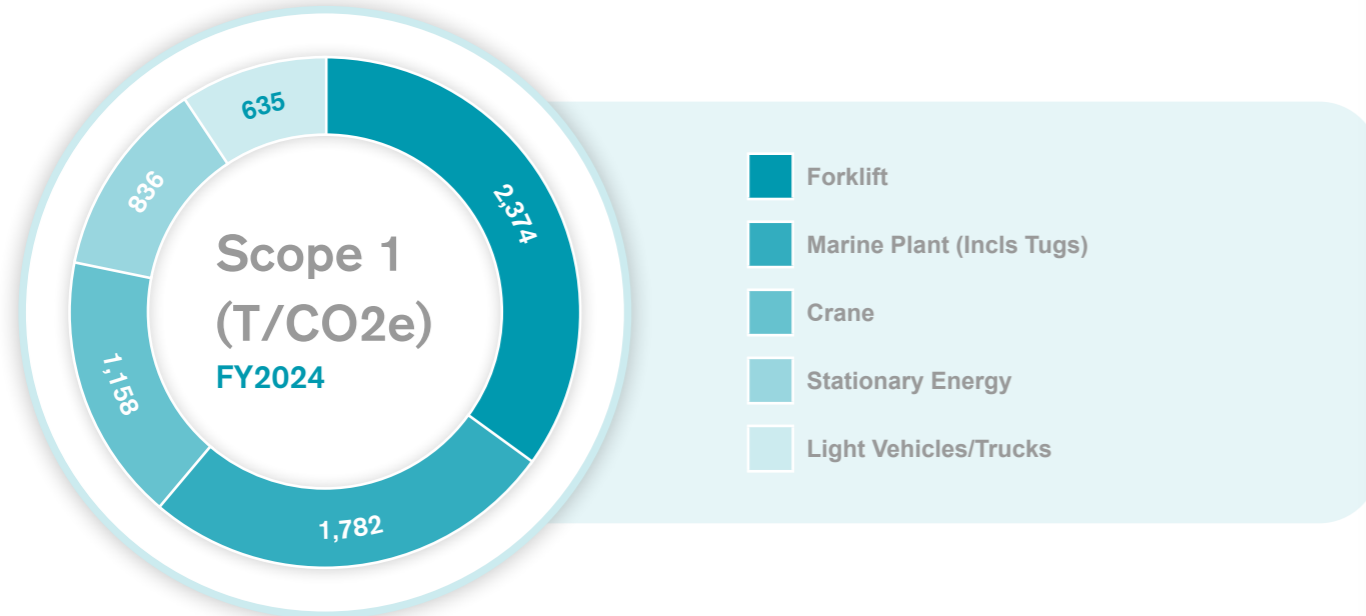 Scope 1
(T/CO2e)
FY2024
2,374
1,782
1,158
836
635
Forklift
Marine Plant (Incls Tugs)
Crane
Stationary Energy
Light Vehicles/Trucks